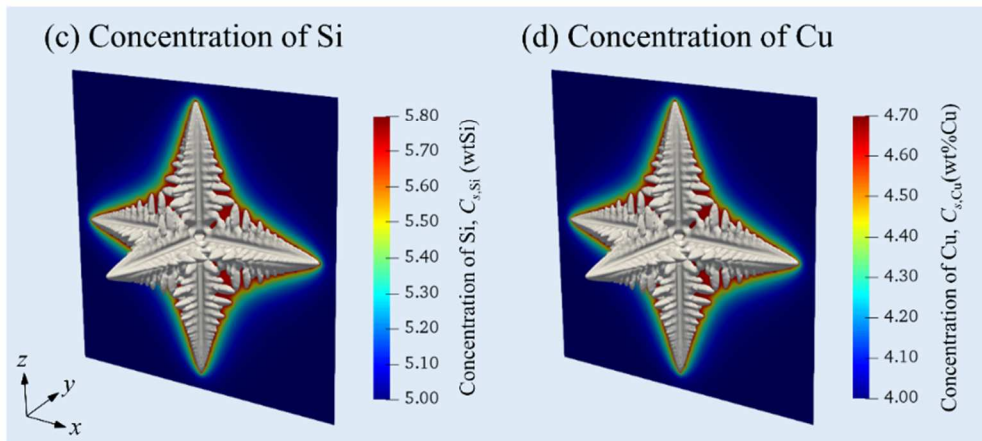 (c) Concentration of Si
(d) Concentration of Cu
5.80
5.70
5.60
5.50
5.40
5.30
5.20
5.10
5.00
Concentration of Si, Cs,Si (wtSi)
4.70
4.60
4.50
4.40
4.30
4.20
4.10
4.00
Concentration of Cu, Cs,Cu(wt%Cu)
z
y
x